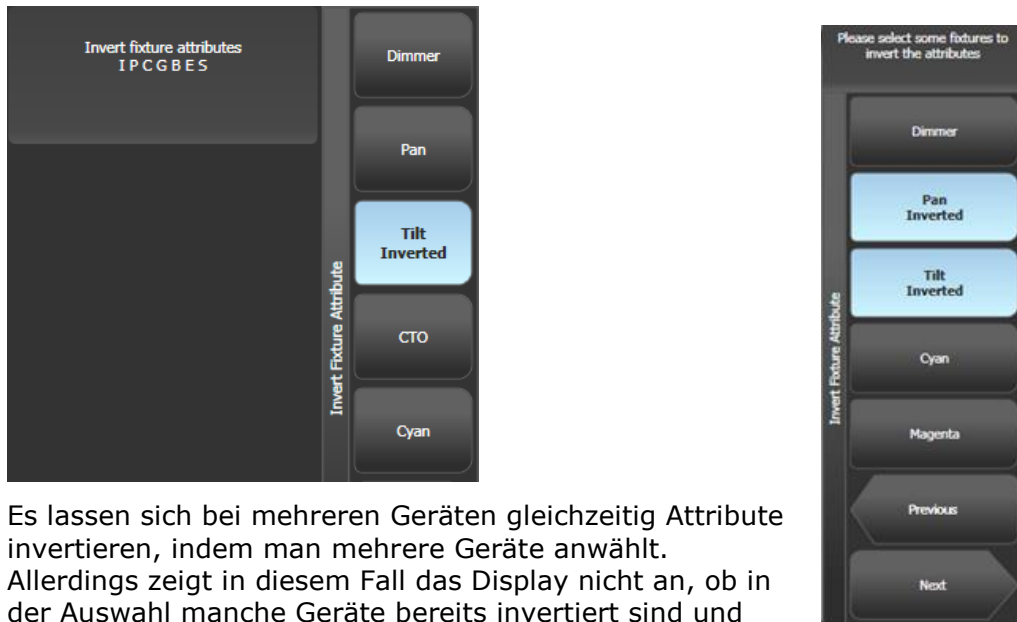 Invert fixture attributes
I P C G B E S
Invert Fixture Attribute
Dimmer
Pan
Tilt
Inverted
CTO
Cyan
Please select some fixtures to
invert the attributes
Invert Fixture Attribute
Dimmer
Pan
Inverted
Tilt
Inverted
Cyan
Magenta
Previous
Next
Es lassen sich bei mehreren Geräten gleichzeitig Attribute
invertieren, indem man mehrere Geräte anwählt.
Allerdings zeigt in diesem Fall das Display nicht an, ob in
der Auswahl manche Geräte bereits invertiert sind und